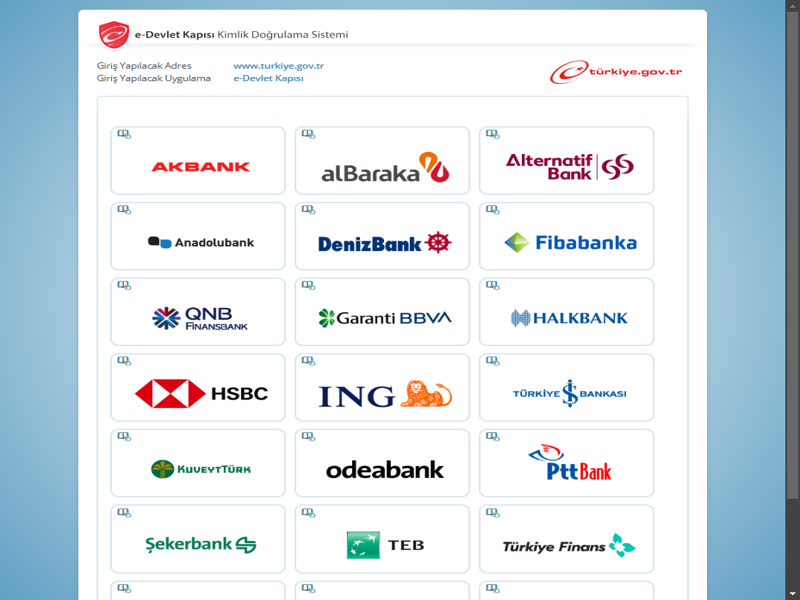 e-Devlet Kapısı Kimlik Doğrulama Sistemi
Giriş Yapılacak Adres www.turkiye.gov.tr
Giriş Yapılacak Uygulama e-Devlet Kapısı
türkiye.gov.tr
AKBANK
alBaraka
Alternatif
Bank
Anadolubank
DenizBank
Fibabanka
QNB
FINANSBANK
Garanti BBVA
HALKBANK
HSBC
ING
TÜRKİYE İŞ BANKASI
KUVEYTTÜRK
odeabank
PttBank
Şekerbank
TEB
Türkiye Finans